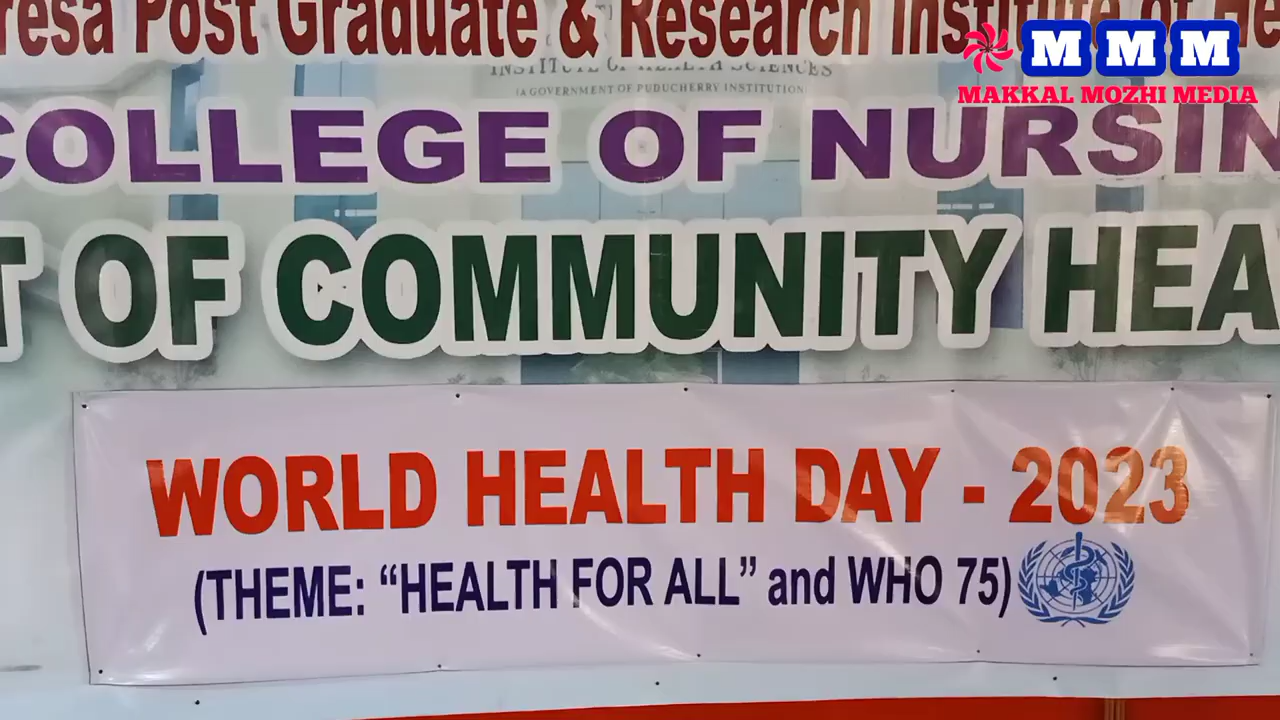 resa Post Graduate & Research Institute of He
INSTITUTE OF HEALTH SCIENCES
(A GOVERNMENT OF PUDUCHERRY INSTITUTION)
MMM
MAKKAL MOZHI MEDIA
COLLEGE OF NURSIN
T OF COMMUNITY HEA
WORLD HEALTH DAY - 2023
(THEME: “HEALTH FOR ALL” and WHO 75)